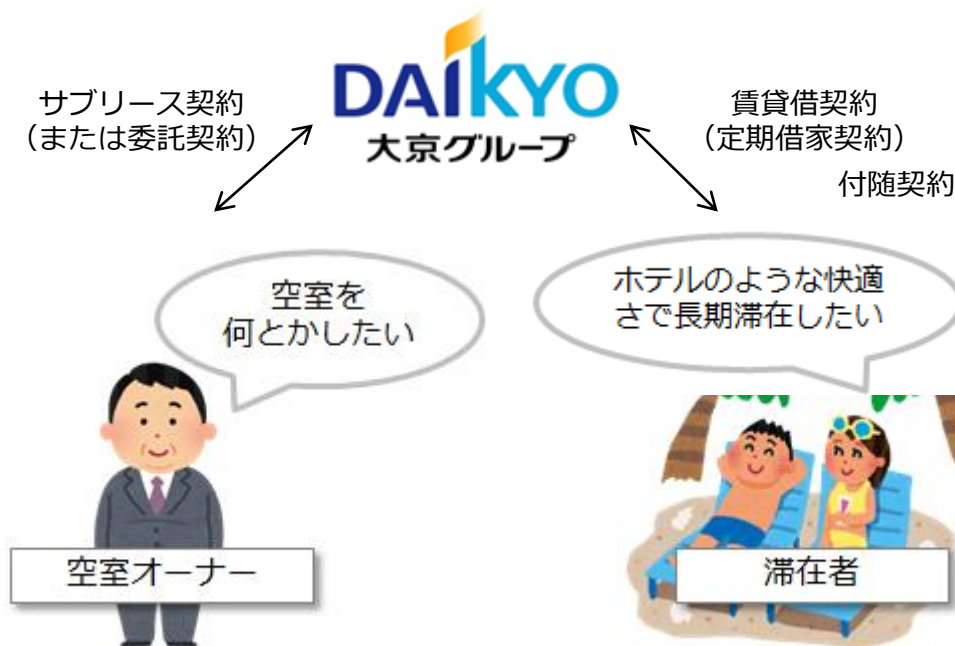 DAIKYO
大京グループ
サブリース契約
（または委託契約）
賃貸借契約
（定期借家契約）
付随契約
空室を
何とかしたい
ホテルのような快適
さで長期滞在したい
空室オーナー
滞在者